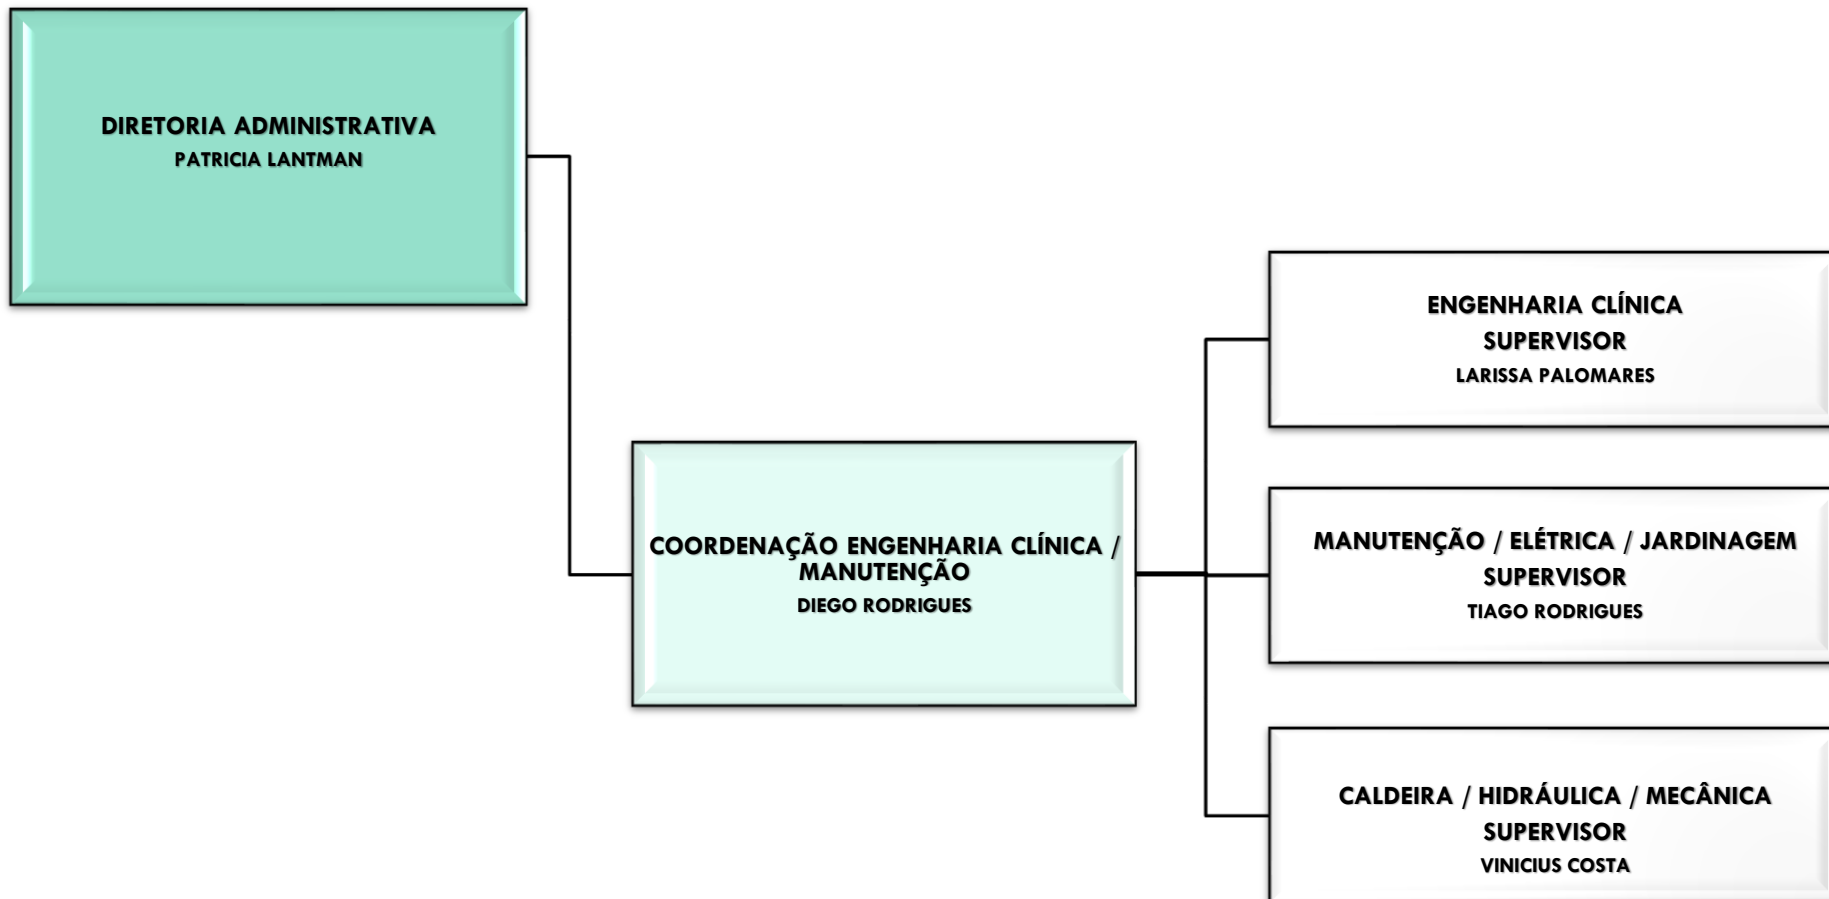 DIRETORIA ADMINISTRATIVA
PATRICIA LANTMAN
COORDENAÇÃO ENGENHARIA CLÍNICA /
MANUTENÇÃO
DIEGO RODRIGUES
ENGENHARIA CLÍNICA
SUPERVISOR
LARISSA PALOMARES
MANUTENÇÃO / ELÉTRICA / JARDINAGEM
SUPERVISOR
TIAGO RODRIGUES
CALDEIRA / HIDRÁULICA / MECÂNICA
SUPERVISOR
VINICIUS COSTA